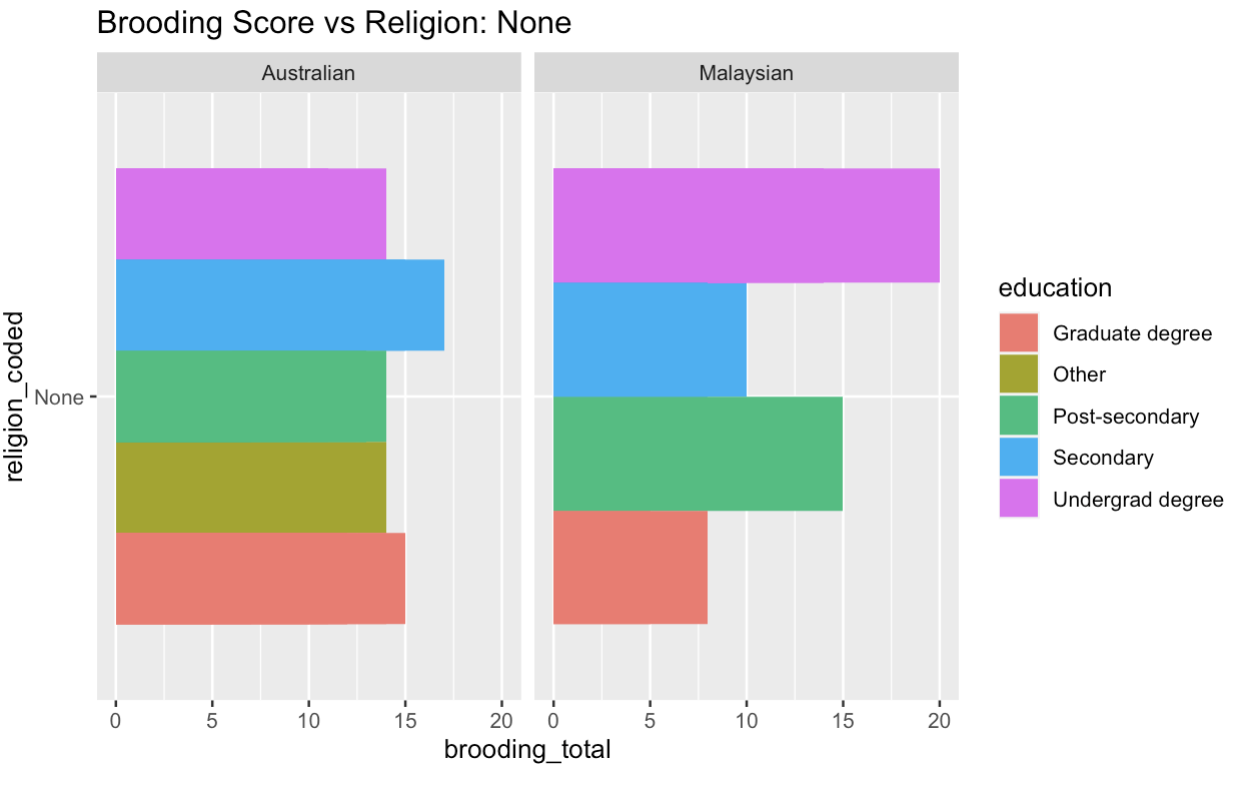 Brooding Score vs Religion: None
Australian
Malaysian
religion_coded
None
0 5 10 15 20
0 5 10 15 20
brooding_total
education
Graduate degree
Other
Post-secondary
Secondary
Undergrad degree